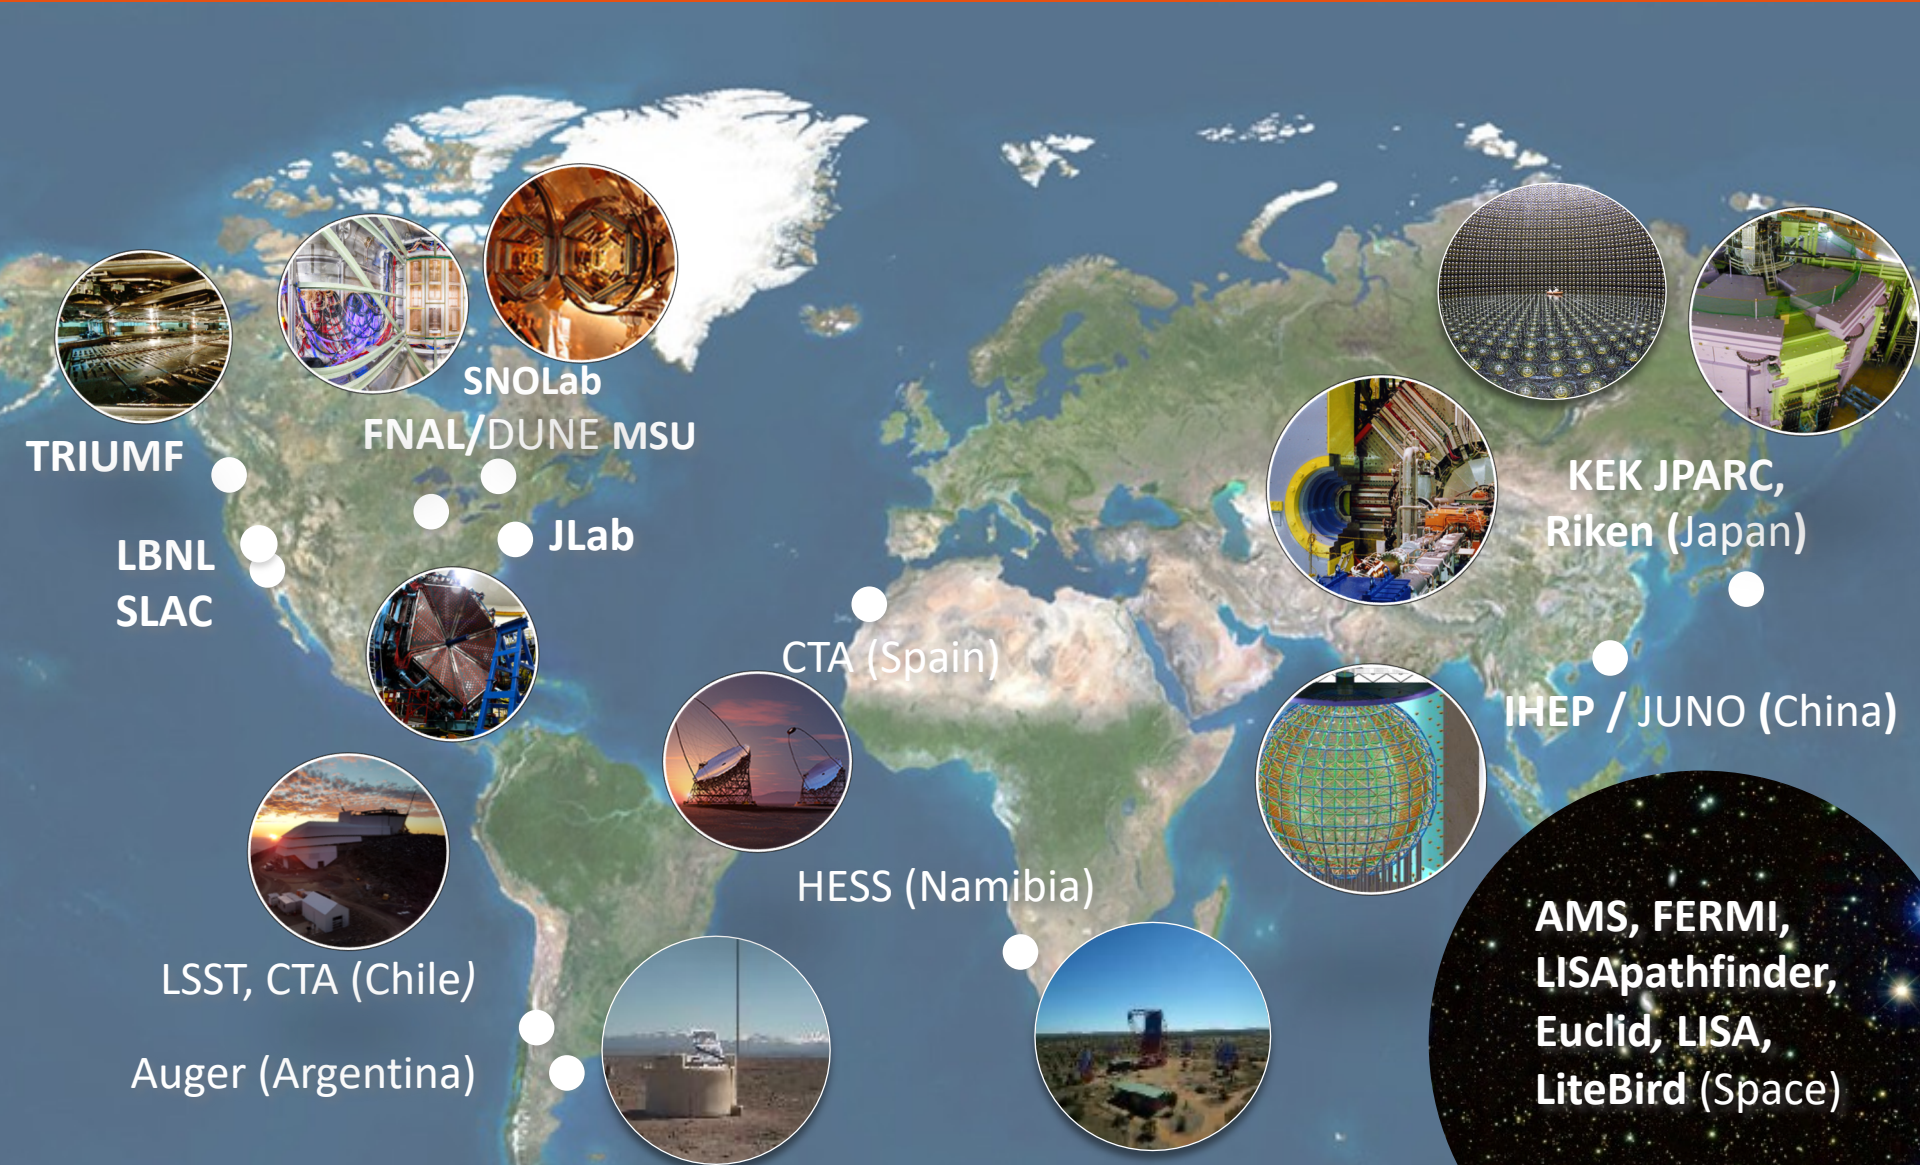 SNOLab
FNAL/DUNE MSU
TRIUMF
JLab
LBNL
SLAC
KEK JPARC,
Riken (Japan)
CTA (Spain)
IHEP / JUNO (China)
HESS (Namibia)
LSST, CTA (Chile)
Auger (Argentina)
AMS, FERMI,
LISApathfinder,
Euclid, LISA,
LiteBird (Space)